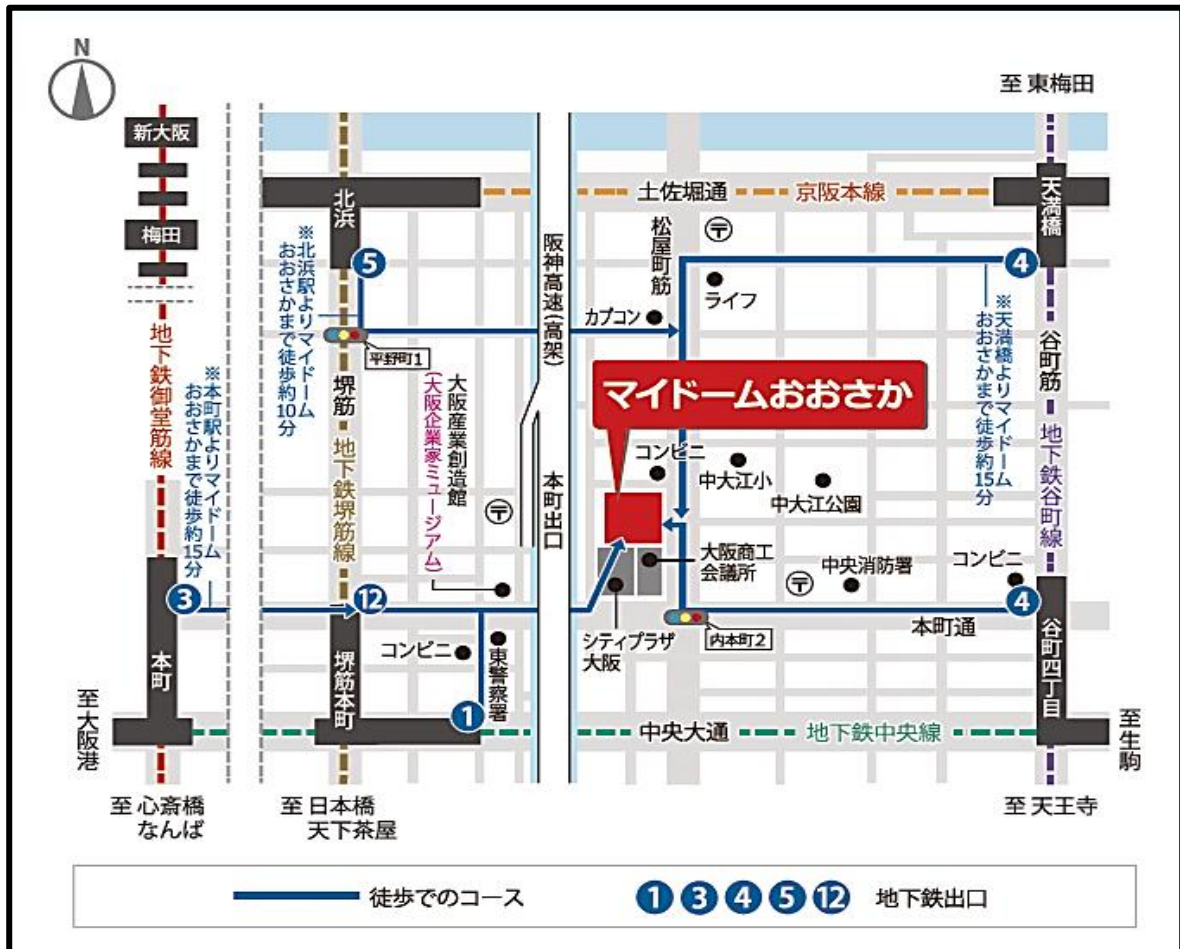 N
至 東梅田
新大阪
梅田
北浜
土佐堀通
京阪本線
天満橋
〒
松屋町筋
阪神高速(高架)
5
4
ライフ
カプコン
※北浜駅よりマイドーム
おおさかまで徒歩約10分
平野町1
※天満橋よりマイドーム
おおさかまで徒歩約15分
谷町筋
地下鉄御堂筋線
※本町駅よりマイドーム
おおさかまで徒歩約15分
堺筋
地下鉄堺筋線
大阪産業創造館
(大阪企業家ミュージアム)
マイドームおおさか
コンビニ
中大江小
中大江公園
地下鉄谷町線
〒
本町出口
大阪商工
会議所
〒
中央消防署
コンビニ
3
12
4
本町通
内本町2
シティプラザ
大阪
コンビニ
東警察署
本町
堺筋本町
谷町四丁目
1
至大阪港
中央大通
地下鉄中央線
至生駒
至 心斎橋
なんば
至 日本橋
天下茶屋
至 天王寺
徒歩でのコース
1 3 4 5 12 地下鉄出口